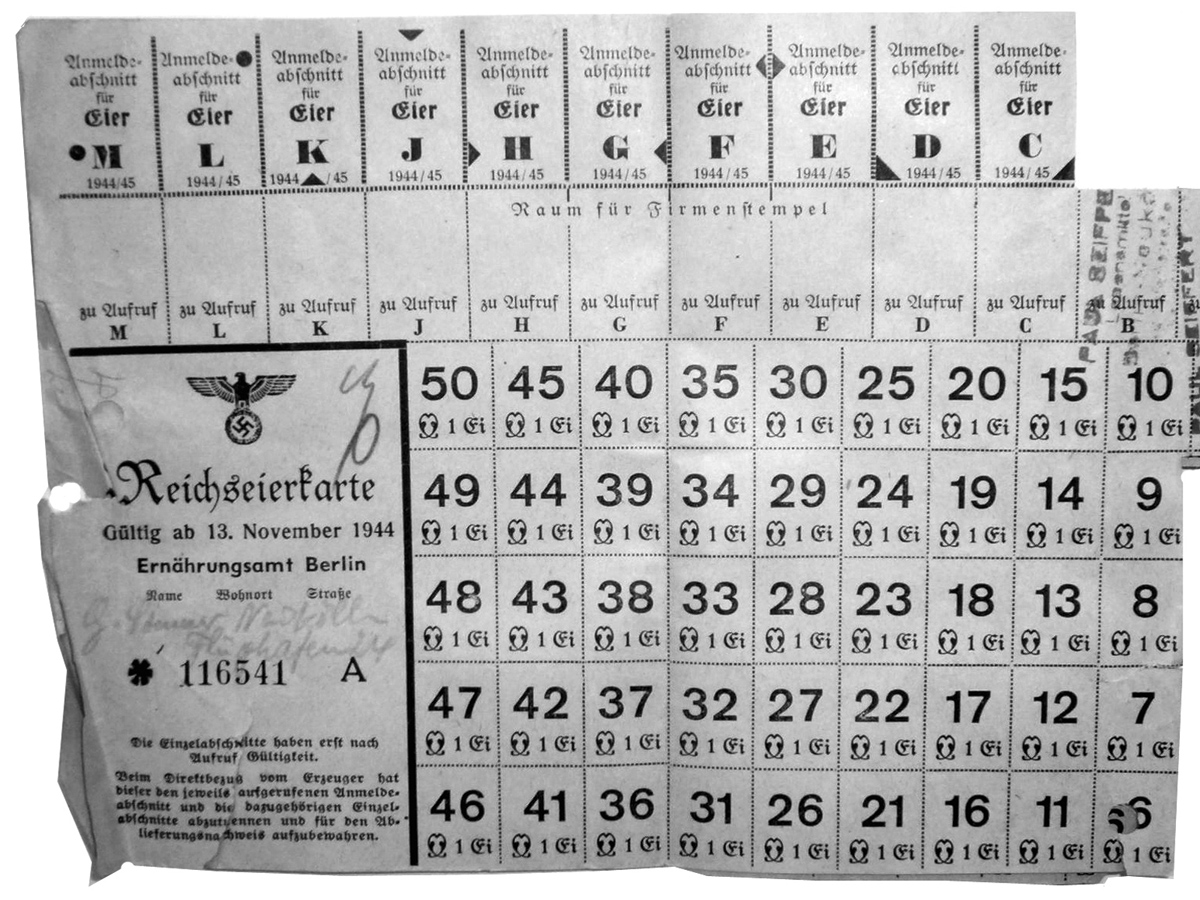 Anmelde- Anmelde- Anmelde- Anmelde- Anmelde- Anmelde- Anmelde- Anmelde- Anmelde- Anmelde-
abschnitt abschnitt abschnitt abschnitt abschnitt abschnitt abschnitt abschnitt abschnitt abschnitt
für für für für für für für für für für
Eier Eier Eier Eier Eier Eier Eier Eier Eier Eier
M L K J H G F E D C
1944/45 1944/45 1944/45 1944/45 1944/45 1944/45 1944/45 1944/45 1944/45 1944/45
Raum für Firmenstempel
zu Aufruf zu Aufruf zu Aufruf zu Aufruf zu Aufruf zu Aufruf zu Aufruf zu Aufruf zu Aufruf zu Aufruf zu Aufruf
M L K J H G F E D C B
Reichseierkarte
Gültig ab 13. November 1944
Ernährungsamt Berlin
Name Wohnort Straße
116541 A
Die Einzelabschnitte haben erst nach
Aufruf Gültigkeit.
Beim Direktbezug vom Erzeuger hat
dieser den jeweils aufgerufenen Anmelde-
abschnitt und die dazugehörigen Einzel-
abschnitte abzutrennen und für den Ab-
lieferungsnachweis aufzubewahren.
50 45 40 35 30 25 20 15 10
1 Ei 1 Ei 1 Ei 1 Ei 1 Ei 1 Ei 1 Ei 1 Ei 1 Ei
49 44 39 34 29 24 19 14 9
1 Ei 1 Ei 1 Ei 1 Ei 1 Ei 1 Ei 1 Ei 1 Ei 1 Ei
48 43 38 33 28 23 18 13 8
1 Ei 1 Ei 1 Ei 1 Ei 1 Ei 1 Ei 1 Ei 1 Ei 1 Ei
47 42 37 32 27 22 17 12 7
1 Ei 1 Ei 1 Ei 1 Ei 1 Ei 1 Ei 1 Ei 1 Ei 1 Ei
46 41 36 31 26 21 16 11 6
1 Ei 1 Ei 1 Ei 1 Ei 1 Ei 1 Ei 1 Ei 1 Ei 1 Ei